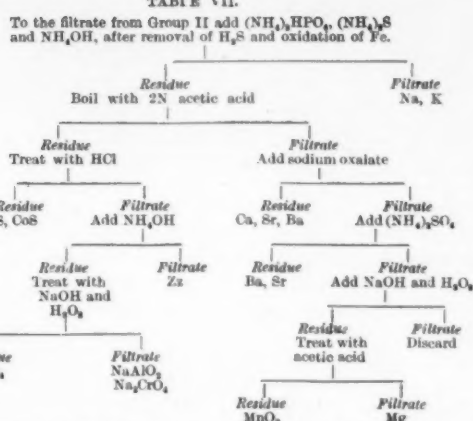 TABLE VII.
To the filtrate from Group II add (NH₄)₂HPO₄, (NH₄)₂S
and NH₄OH, after removal of H₂S and oxidation of Fe.
Residue
Boil with 2N acetic acid
Filtrate
Na, K
Residue
Treat with HCl
Filtrate
Add sodium oxalate
Residue
S, CoS
Filtrate
Add NH₄OH
Residue
Ca, Sr, Ba
Filtrate
Add (NH₄)₂SO₄
Residue
Treat with
NaOH and
H₂O₂
Filtrate
Zz
Residue
Ba, Sr
Filtrate
Add NaOH and H₂O₂
Residue
Treat with
acetic acid
Filtrate
Discard
Filtrate
NaAlO₂
Na₂CrO₄
Residue
MnO₂
Filtrate
Mg